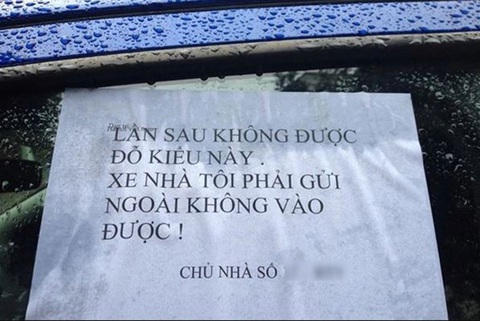 LẦN SAU KHÔNG ĐƯỢC
ĐỖ KIỂU NÀY .
XE NHÀ TÔI PHẢI GỬI
NGOÀI KHÔNG VÀO
ĐƯỢC !
CHỦ NHÀ SỐ